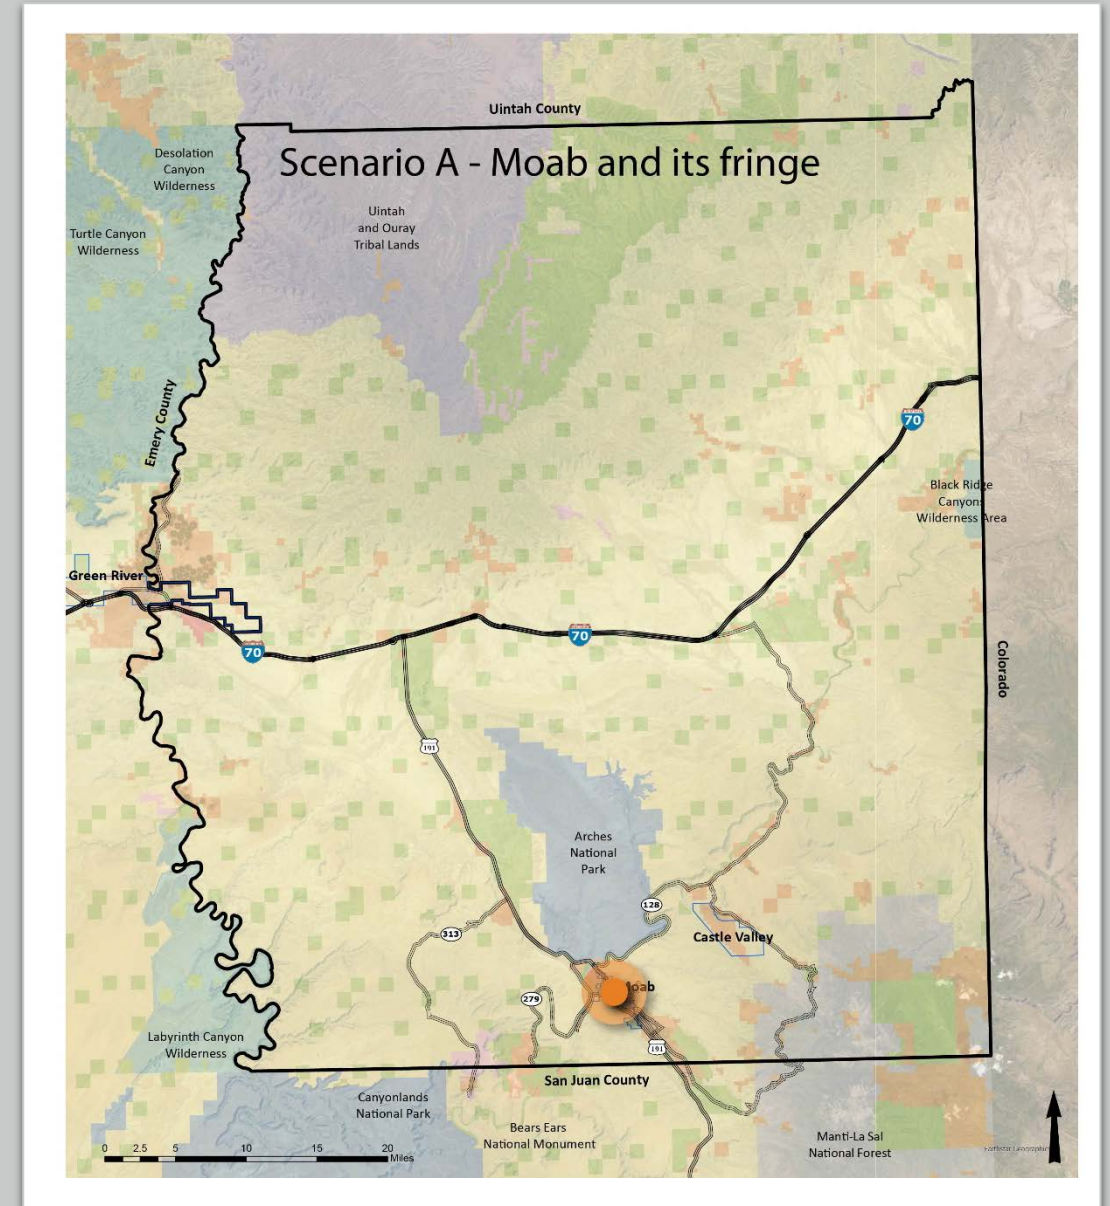 Uintah County
Scenario A - Moab and its fringe
Desolation
Canyon
Wilderness
Turtle Canyon
Wilderness
Uintah
and Ouray
Tribal Lands
Emery County
70
Black Ridge
Canyons
Wilderness Area
Green River
70
70
Colorado
191
Arches
National
Park
128
313
Castle Valley
279
oab
191
Labyrinth Canyon
Wilderness
San Juan County
Canyonlands
National Park
Bears Ears
National Monument
Manti-La Sal
National Forest
0 2.5 5 10 15 20
Miles